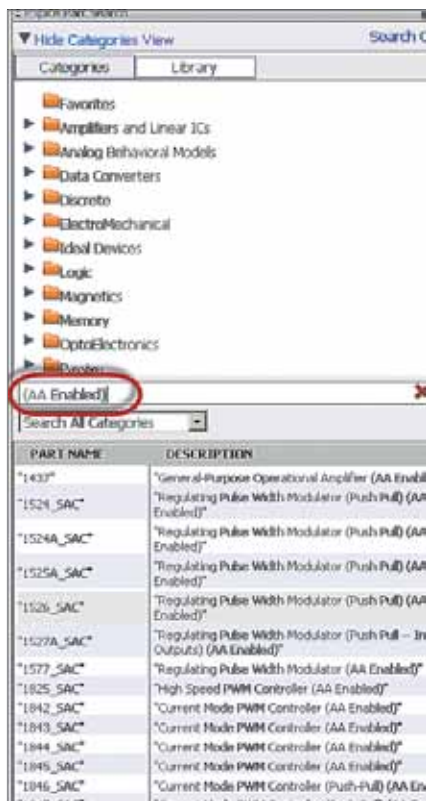 PSpice Part Search
Hide Categories View
Search
Categories
Library
Favorites
Amplifiers and Linear ICs
Analog Behavioral Models
Data Converters
Discrete
ElectroMechanical
Ideal Devices
Logic
Magnetics
Memory
OptoElectronics
(AA Enabled)
Search All Categories
PART NAME DESCRIPTION
"1437" "General-Purpose Operational Amplifier (AA Enabl
"1524_SAC" "Regulating Pulse Width Modulator (Push Pull) (AA
Enabled)"
"1524A_SAC" "Regulating Pulse Width Modulator (Push Pull) (AA
Enabled)"
"1525A_SAC" "Regulating Pulse Width Modulator (Push Pull) (AA
Enabled)"
"1526_SAC" "Regulating Pulse Width Modulator (Push Pull) (AA
Enabled)"
"1527A_SAC" "Regulating Pulse Width Modulator (Push Pull -- In
Outputs) (AA Enabled)"
"1577_SAC" "Regulating Pulse Width Modulator (AA Enabled)"
"1825_SAC" "High Speed PWM Controller (AA Enabled)"
"1842_SAC" "Current Mode PWM Controller (AA Enabled)"
"1843_SAC" "Current Mode PWM Controller (AA Enabled)"
"1844_SAC" "Current Mode PWM Controller (AA Enabled)"
"1845_SAC" "Current Mode PWM Controller (AA Enabled)"
"1846_SAC" "Current Mode PWM Controller (Push-Pull) (AA En